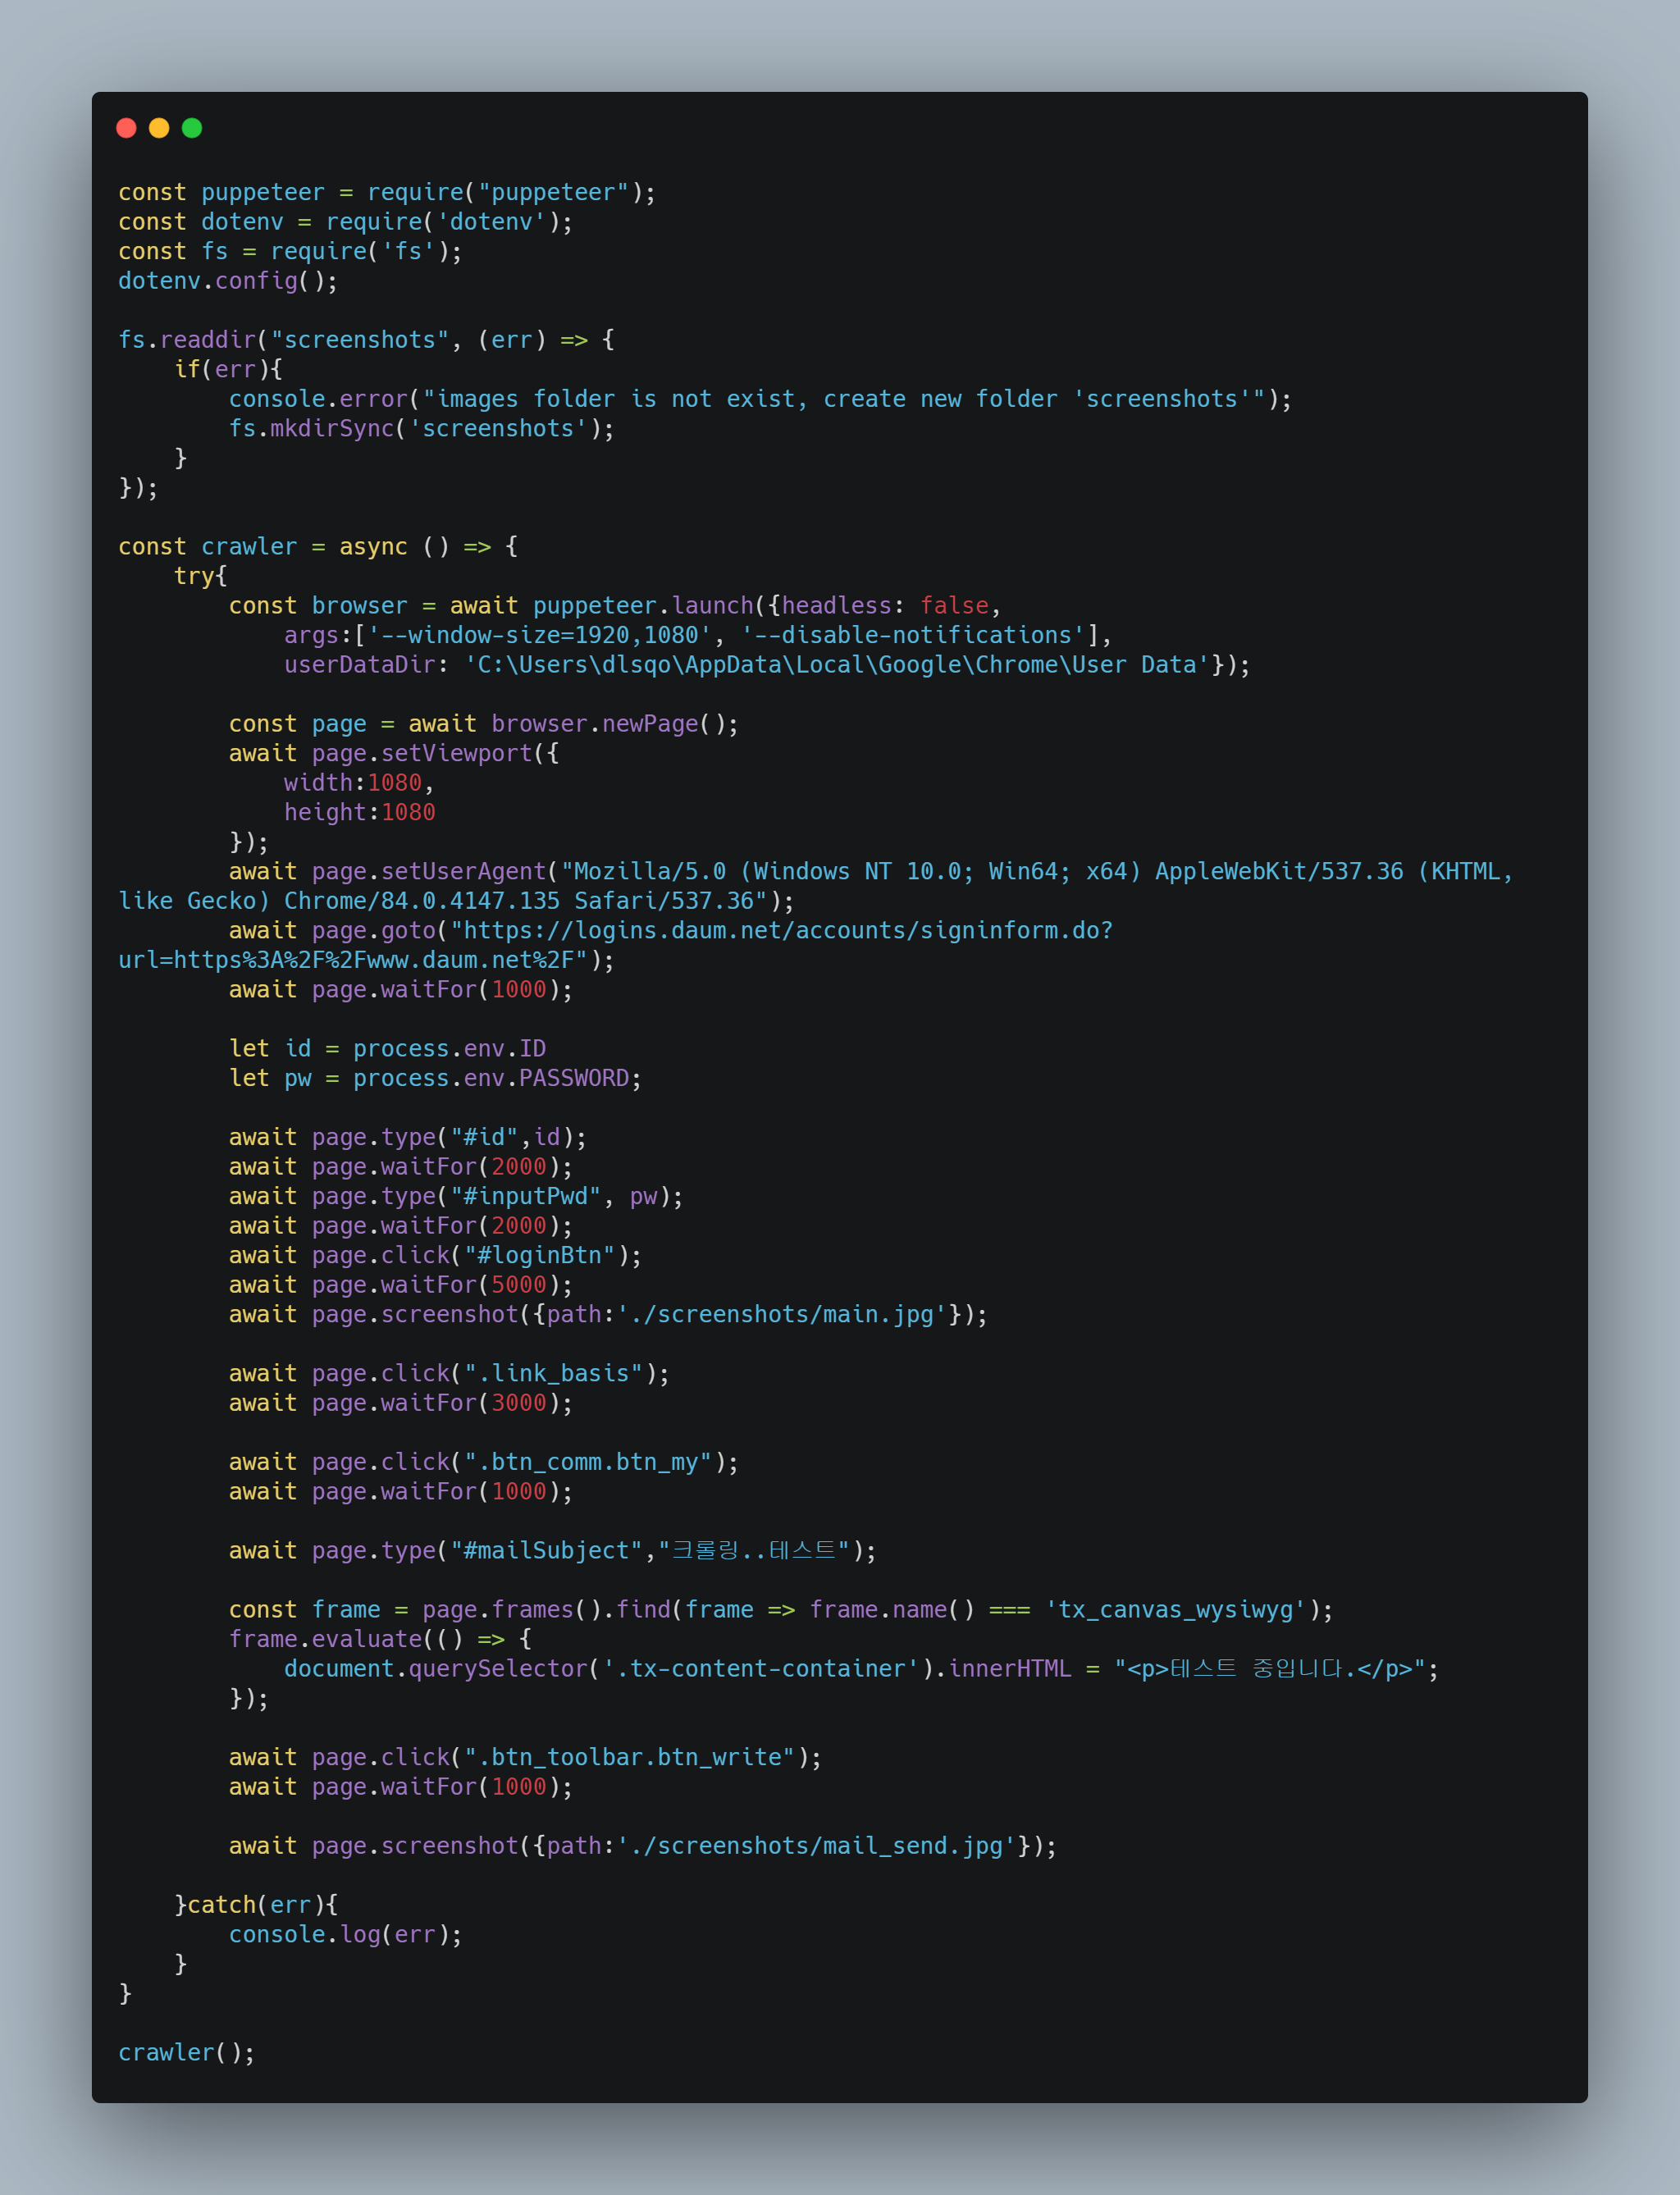 const puppeteer = require("puppeteer");
const dotenv = require('dotenv');
const fs = require('fs');
dotenv.config();

fs.readdir("screenshots", (err) => {
    if(err){
        console.error("images folder is not exist, create new folder 'screenshots'");
        fs.mkdirSync('screenshots');
    }
});

const crawler = async () => {
    try{
        const browser = await puppeteer.launch({headless: false,
            args:['--window-size=1920,1080', '--disable-notifications'],
            userDataDir: 'C:\Users\dlsqo\AppData\Local\Google\Chrome\User Data'});

        const page = await browser.newPage();
        await page.setViewport({
            width:1080,
            height:1080
        });
        await page.setUserAgent("Mozilla/5.0 (Windows NT 10.0; Win64; x64) AppleWebKit/537.36 (KHTML,
like Gecko) Chrome/84.0.4147.135 Safari/537.36");
        await page.goto("https://logins.daum.net/accounts/signinform.do?
url=https%3A%2F%2Fwww.daum.net%2F");
        await page.waitFor(1000);

        let id = process.env.ID
        let pw = process.env.PASSWORD;

        await page.type("#id",id);
        await page.waitFor(2000);
        await page.type("#inputPwd", pw);
        await page.waitFor(2000);
        await page.click("#loginBtn");
        await page.waitFor(5000);
        await page.screenshot({path:'./screenshots/main.jpg'});

        await page.click(".link_basis");
        await page.waitFor(3000);

        await page.click(".btn_comm.btn_my");
        await page.waitFor(1000);

        await page.type("#mailSubject","크롤링..테스트");

        const frame = page.frames().find(frame => frame.name() === 'tx_canvas_wysiwyg');
        frame.evaluate(() => {
            document.querySelector('.tx-content-container').innerHTML = "<p>테스트 중입니다.</p>";
        });

        await page.click(".btn_toolbar.btn_write");
        await page.waitFor(1000);

        await page.screenshot({path:'./screenshots/mail_send.jpg'});

    }catch(err){
        console.log(err);
    }
}

crawler();